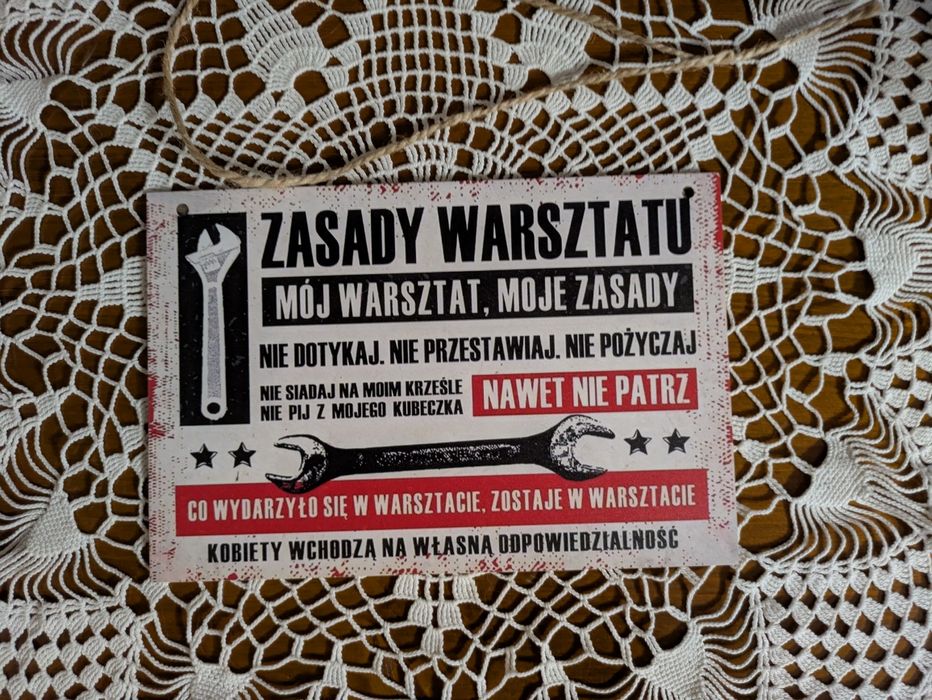 ZASADY WARSZTATU
MÓJ WARSZTAT, MOJE ZASADY
NIE DOTYKAJ. NIE PRZESTAWIAJ. NIE POŻYCZAJ
NIE SIADAJ NA MOIM KRZEŚLE
NIE PIJ Z MOJEGO KUBECZKA
NAWET NIE PATRZ
CO WYDARZYŁO SIĘ W WARSZTACIE, ZOSTAJE W WARSZTACIE
KOBIETY WCHODZĄ NA WŁASNĄ ODPOWIEDZIALNOŚĆ